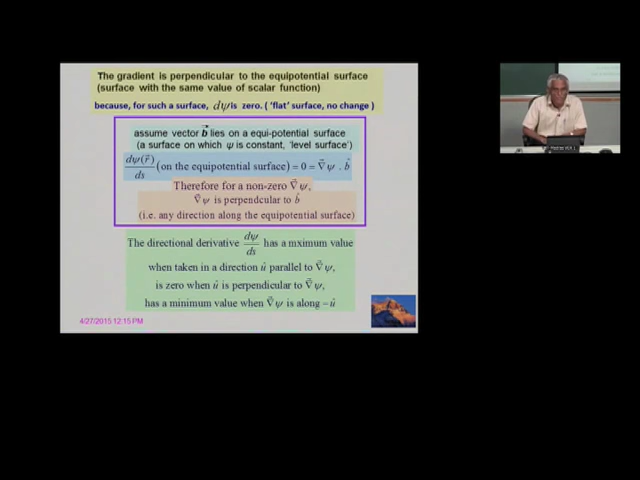 The gradient is perpendicular to the equipotential surface
(surface with the same value of scalar function)
because, for such a surface, dψ is zero. ( 'flat' surface, no change )
assume vector b⃗ lies on a equi-potential surface
(a surface on which ψ is constant, 'level surface')
dψ(r⃗)/ds (on the equipotential surface) = 0 = ∇⃗ψ . b̂
Therefore for a non-zero ∇⃗ψ,
∇⃗ψ is perpendcular to b̂
(i.e. any direction along the equipotential surface)
The directional derivative dψ/ds has a mximum value
when taken in a direction û parallel to ∇⃗ψ,
is zero when û is perpendicular to ∇⃗ψ,
has a minimum value when ∇⃗ψ is along −û
4/27/2015 12:15 PM